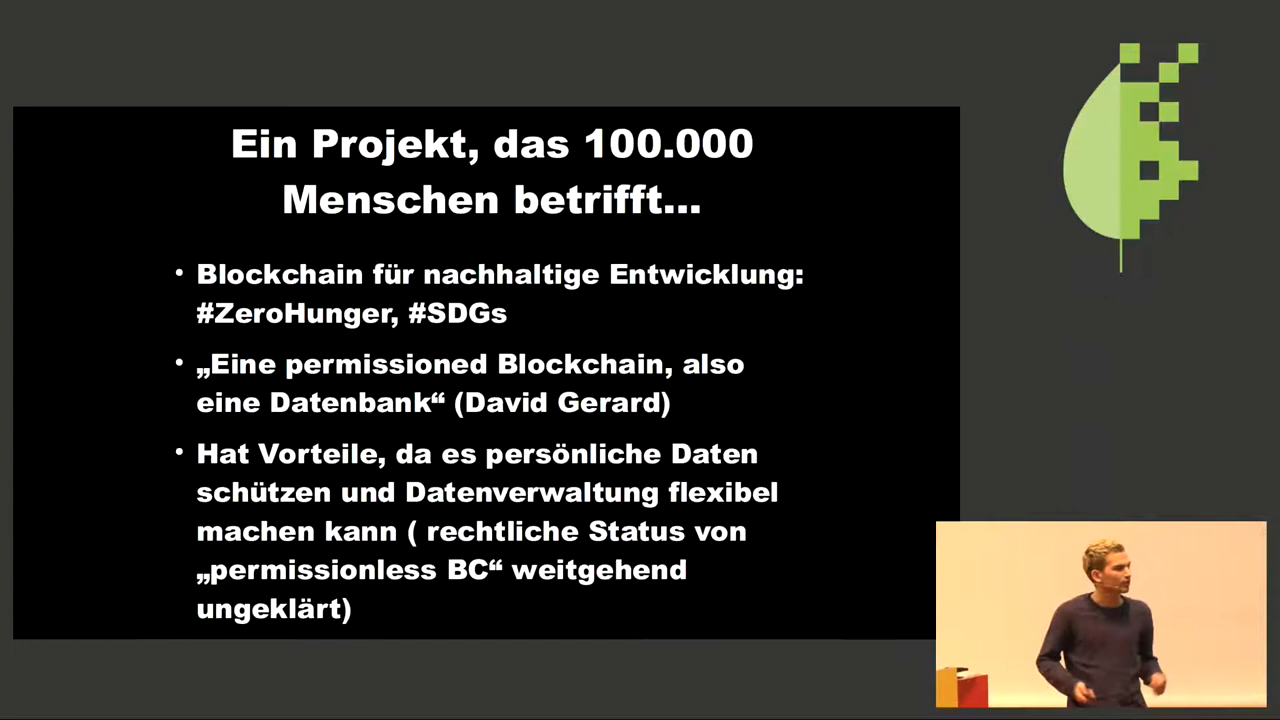 Ein Projekt, das 100.000
Menschen betrifft...
• Blockchain für nachhaltige Entwicklung:
#ZeroHunger, #SDGs
• „Eine permissioned Blockchain, also
eine Datenbank“ (David Gerard)
• Hat Vorteile, da es persönliche Daten
schützen und Datenverwaltung flexibel
machen kann ( rechtliche Status von
„permissionless BC“ weitgehend
ungeklärt)